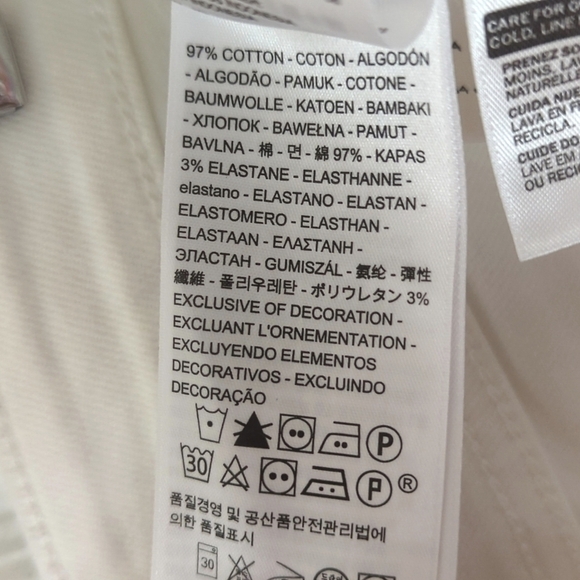 97% COTTON - COTON - ALGODÓN
- ALGODÃO - PAMUK - COTONE -
BAUMWOLLE - KATOEN - BAMBAKI
- ХЛОПОК - BAWEŁNA - PAMUT -
BAVLNA - 棉 - 면 - 綿 97% - KAPAS
3% ELASTANE - ELASTHANNE -
elastano - ELASTANO - ELASTAN -
ELASTOMERO - ELASTHAN -
ELASTAAN - ΕΛΑΣΤΑΝΗ -
ЭЛАСТАН - GUMISZÁL - 氨纶 - 彈性
纖維 - 폴리우레탄 - ポリウレタン 3%
EXCLUSIVE OF DECORATION -
EXCLUANT L'ORNEMENTATION -
EXCLUYENDO ELEMENTOS
DECORATIVOS - EXCLUINDO
DECORAÇÃO
P
30 P ®
품질경영 및 공산품안전관리법에
의한 품질표시
30
CARE FOR
COLD, LINE
PRENEZ
MOINS, LAV
NATURELLE
CUIDA
LAVA EN
RECICLA.
CUIDE DO
LAVE EM
OU RECI